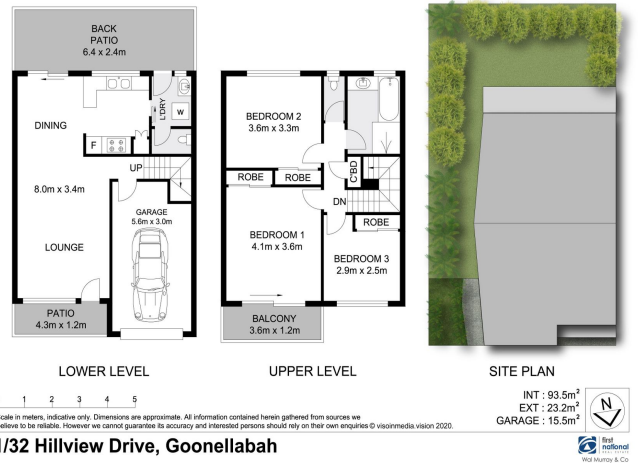 BACK
PATIO
6.4 x 2.4m
L'DRY
W
DINING
F
UP
8.0m x 3.4m
GARAGE
5.6m x 3.0m
LOUNGE
PATIO
4.3m x 1.2m
LOWER LEVEL
BEDROOM 2
3.6m x 3.3m
ROBE
ROBE
C'BD
DN
ROBE
BEDROOM 1
4.1m x 3.6m
BEDROOM 3
2.9m x 2.5m
BALCONY
3.6m x 1.2m
UPPER LEVEL
SITE PLAN
1 2 3 4 5
Scale in meters, indicative only. Dimensions are approximate. All information contained herein gathered from sources we
believe to be reliable. However we cannot guarantee its accuracy and interested persons should rely on their own enquiries © visoinmedia.vision 2020.
INT : 93.5m²
EXT : 23.2m²
GARAGE : 15.5m²
N
1/32 Hillview Drive, Goonellabah
first
national
REAL ESTATE
Wal Murray & Co